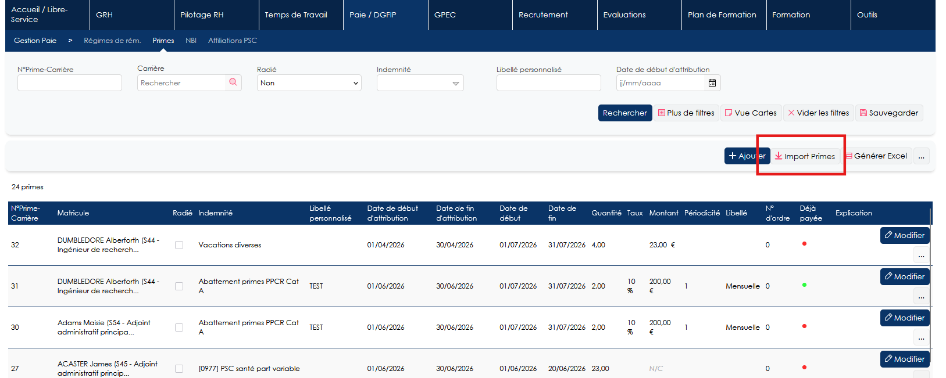 Accueil / Libre-Service GRH Pilotage RH Temps de Travail Paie / DGFIP GPEC Recrutement Evaluations Plan de Formation Formation Outils
Gestion Paie > Régimes de rém. Primes NBI Affiliations PSC
N°Prime-Carrière Carrière Radié Indemnité Libellé personnalisé Date de début d'attribution
Rechercher Non jj/mm/aaaa
Rechercher Plus de filtres Vue Cartes Vider les filtres Sauvegarder
+ Ajouter Import Primes Générer Excel ...
24 primes
N°Prime-Carrière Matricule Radié Indemnité Libellé personnalisé Date de début d'attribution Date de fin d'attribution Date de début Date de fin Quantité Taux Montant Périodicité Libellé N° d'ordre Déjà payée Explication
32 DUMBLEDORE Alberforth (S44 - Ingénieur de recherch... Vacations diverses 01/04/2026 30/04/2026 01/07/2026 31/07/2026 4,00 23,00 € 0 Modifier
...
31 DUMBLEDORE Alberforth (S44 - Ingénieur de recherch... Abattement primes PPCR Cat A TEST 01/06/2026 30/06/2026 01/07/2026 31/07/2026 2,00 10 % 200,00 € 1 Mensuelle 0 Modifier
...
30 Adams Maisie (S54 - Adjoint administratif principa... Abattement primes PPCR Cat A TEST 01/06/2026 30/06/2026 01/07/2026 31/07/2026 2,00 10 % 200,00 € 1 Mensuelle 0 Modifier
...
27 ACASTER James (S45 - Adjoint administratif princip... (0977) PSC santé part variable 01/06/2026 30/06/2026 01/06/2026 20/06/2026 23,00 N/C 0 Modifier